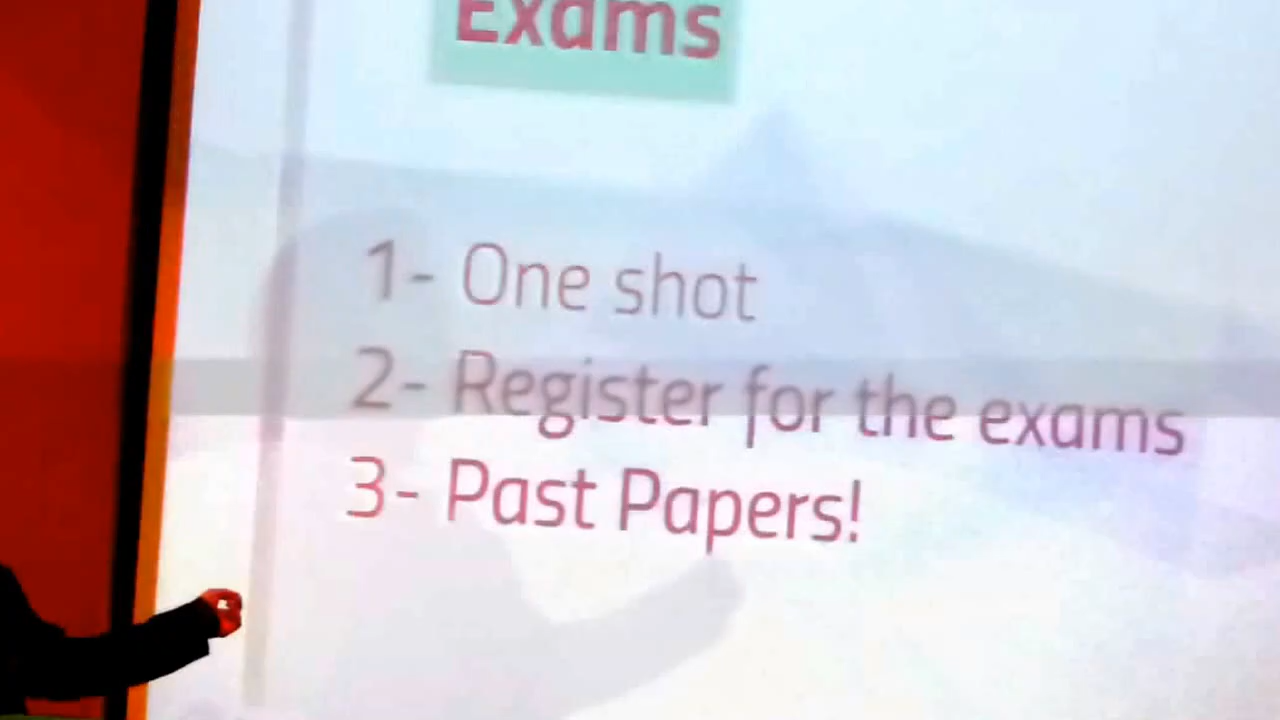 Exams
1- One shot
2- Register for the exams
3- Past Papers!